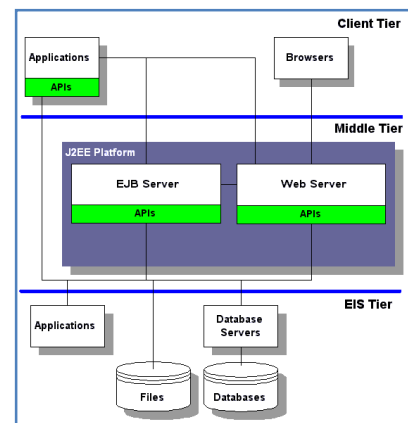 Client Tier
Applications
APIs
Browsers
Middle Tier
J2EE Platform
EJB Server
APIs
Web Server
APIs
EIS Tier
Applications
Database
Servers
Files
Databases